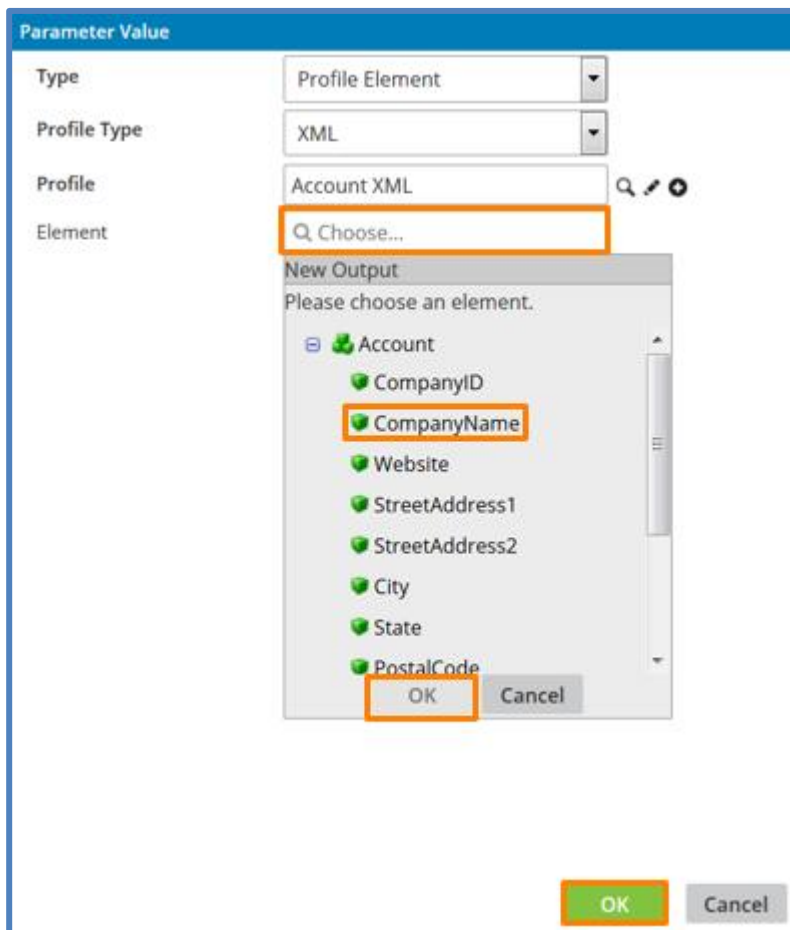 Parameter Value
Type
Profile Element
Profile Type
XML
Profile
Account XML
Element
Choose...
New Output
Please choose an element.
Account
CompanyID
CompanyName
Website
StreetAddress1
StreetAddress2
City
State
PostalCode
OK Cancel
OK Cancel